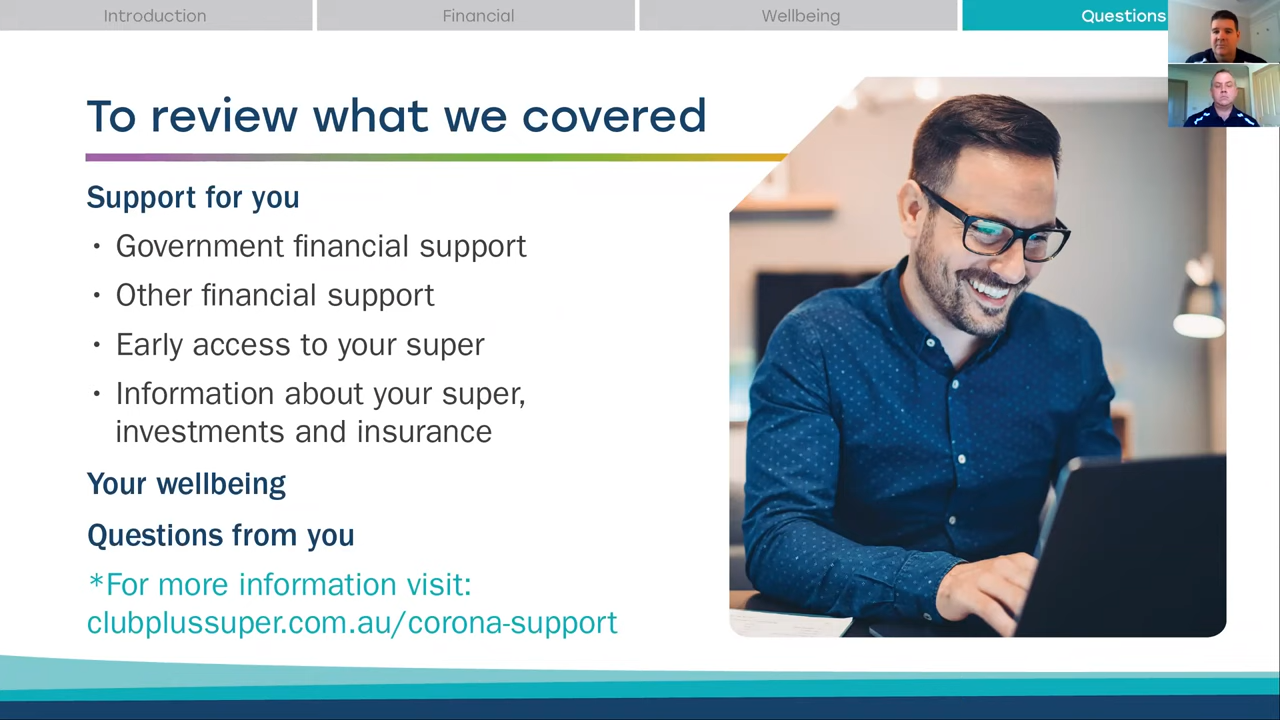 Introduction
Financial
Wellbeing
Questions
To review what we covered
Support for you
• Government financial support
• Other financial support
• Early access to your super
• Information about your super,
investments and insurance
Your wellbeing
Questions from you
*For more information visit:
clubplussuper.com.au/corona-support